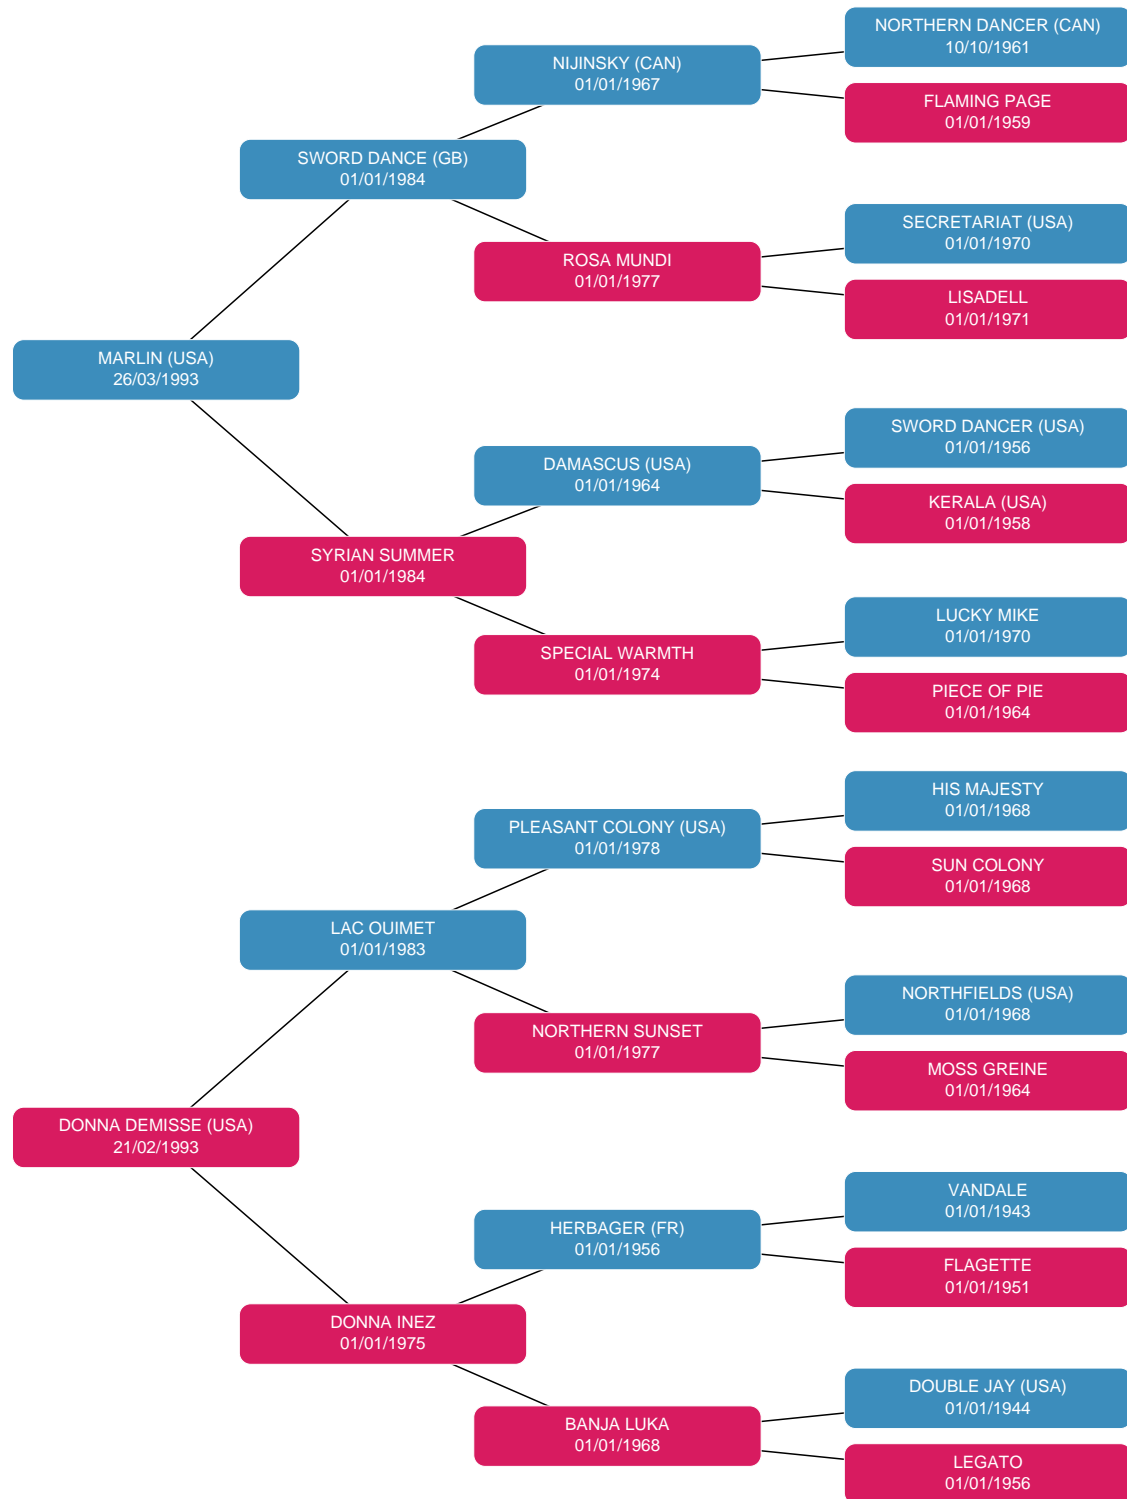 NORTHERN DANCER (CAN)
10/10/1961
NIJINSKY (CAN)
01/01/1967
FLAMING PAGE
01/01/1959
SWORD DANCE (GB)
01/01/1984
SECRETARIAT (USA)
01/01/1970
ROSA MUNDI
01/01/1977
LISADELL
01/01/1971
MARLIN (USA)
26/03/1993
SWORD DANCER (USA)
01/01/1956
DAMASCUS (USA)
01/01/1964
KERALA (USA)
01/01/1958
SYRIAN SUMMER
01/01/1984
LUCKY MIKE
01/01/1970
SPECIAL WARMTH
01/01/1974
PIECE OF PIE
01/01/1964
HIS MAJESTY
01/01/1968
PLEASANT COLONY (USA)
01/01/1978
SUN COLONY
01/01/1968
LAC OUIMET
01/01/1983
NORTHFIELDS (USA)
01/01/1968
NORTHERN SUNSET
01/01/1977
MOSS GREINE
01/01/1964
DONNA DEMISSE (USA)
21/02/1993
VANDALE
01/01/1943
HERBAGER (FR)
01/01/1956
FLAGETTE
01/01/1951
DONNA INEZ
01/01/1975
DOUBLE JAY (USA)
01/01/1944
BANJA LUKA
01/01/1968
LEGATO
01/01/1956